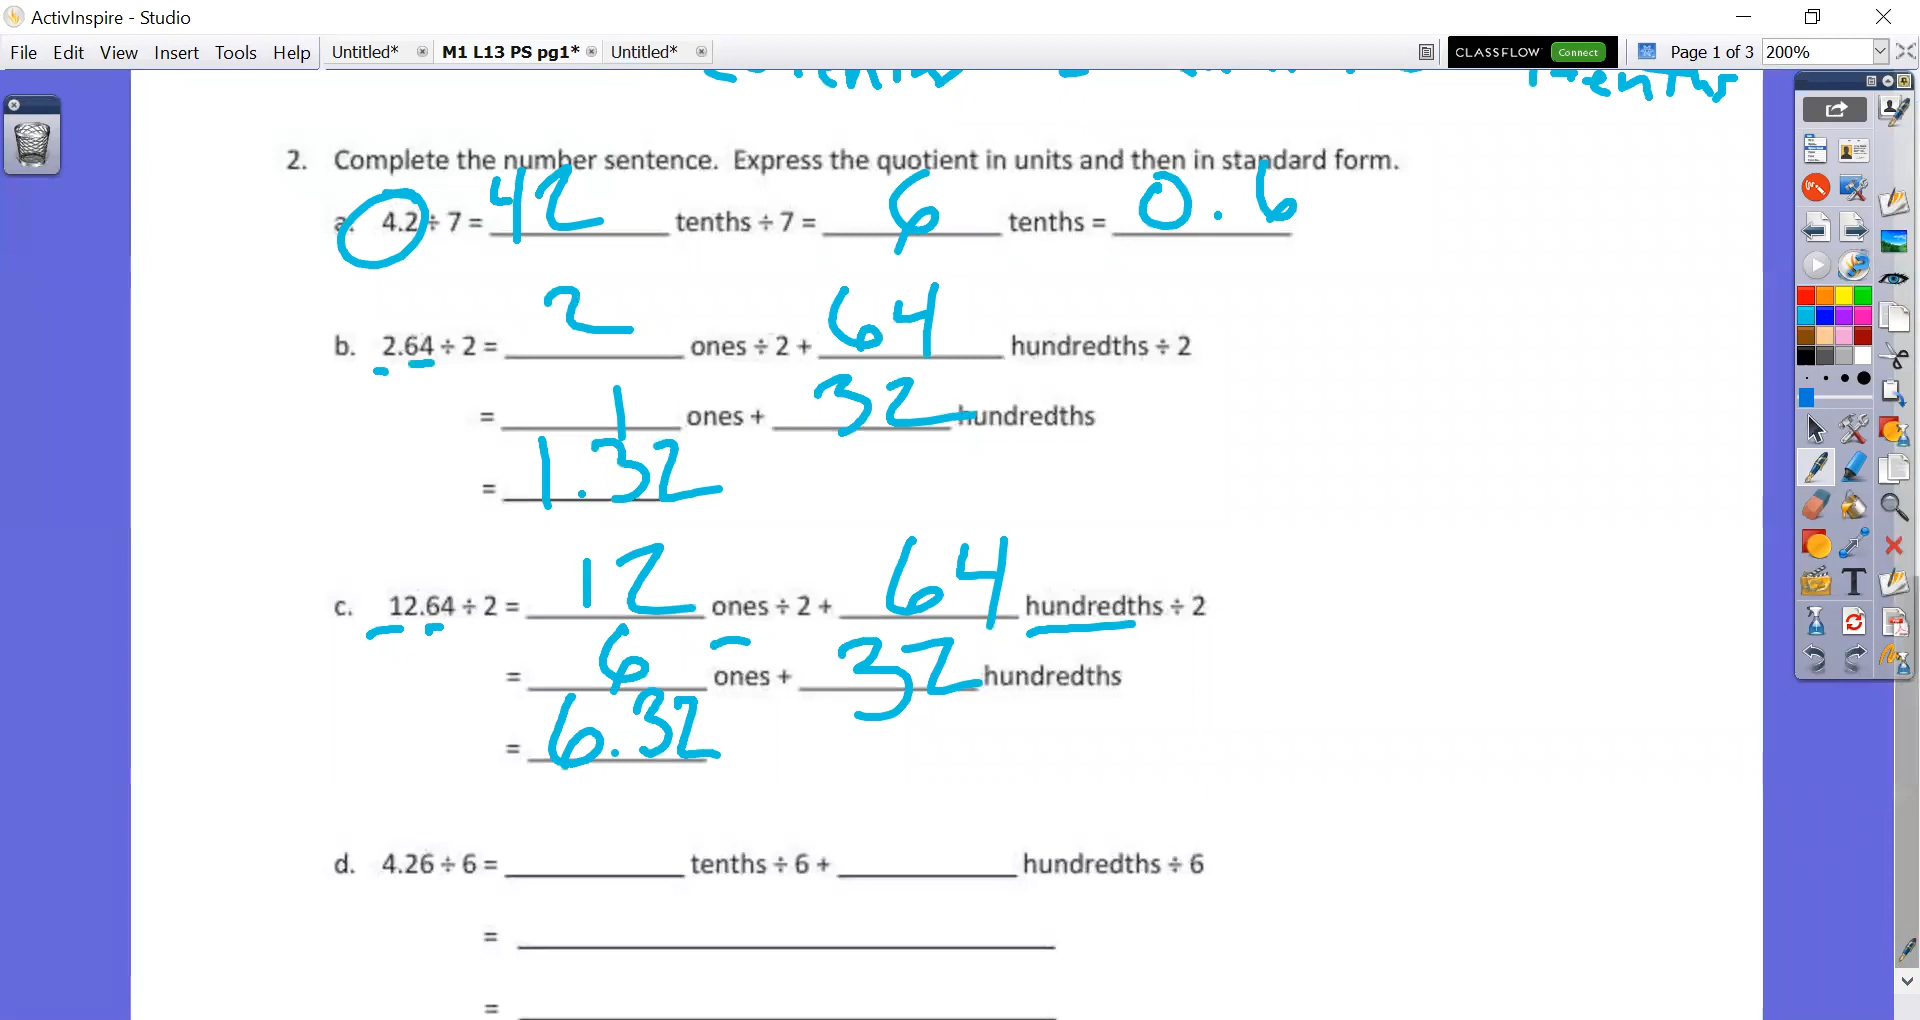 ActivInspire - Studio
File Edit View Insert Tools Help Untitled* M1 L13 PS pg1* Untitled* CLASSFLOW Connect Page 1 of 3 200%
2. Complete the number sentence. Express the quotient in units and then in standard form.
a. 4.2 ÷ 7 = 42 tenths ÷ 7 = 6 tenths = 0.6
b. 2.64 ÷ 2 = 2 ones ÷ 2 + 64 hundredths ÷ 2
= 1 ones + 32 hundredths
= 1.32
c. 12.64 ÷ 2 = 12 ones ÷ 2 + 64 hundredths ÷ 2
= 6 ones + 32 hundredths
= 6.32
d. 4.26 ÷ 6 = ____________ tenths ÷ 6 + ____________ hundredths ÷ 6
= ____________
= ____________